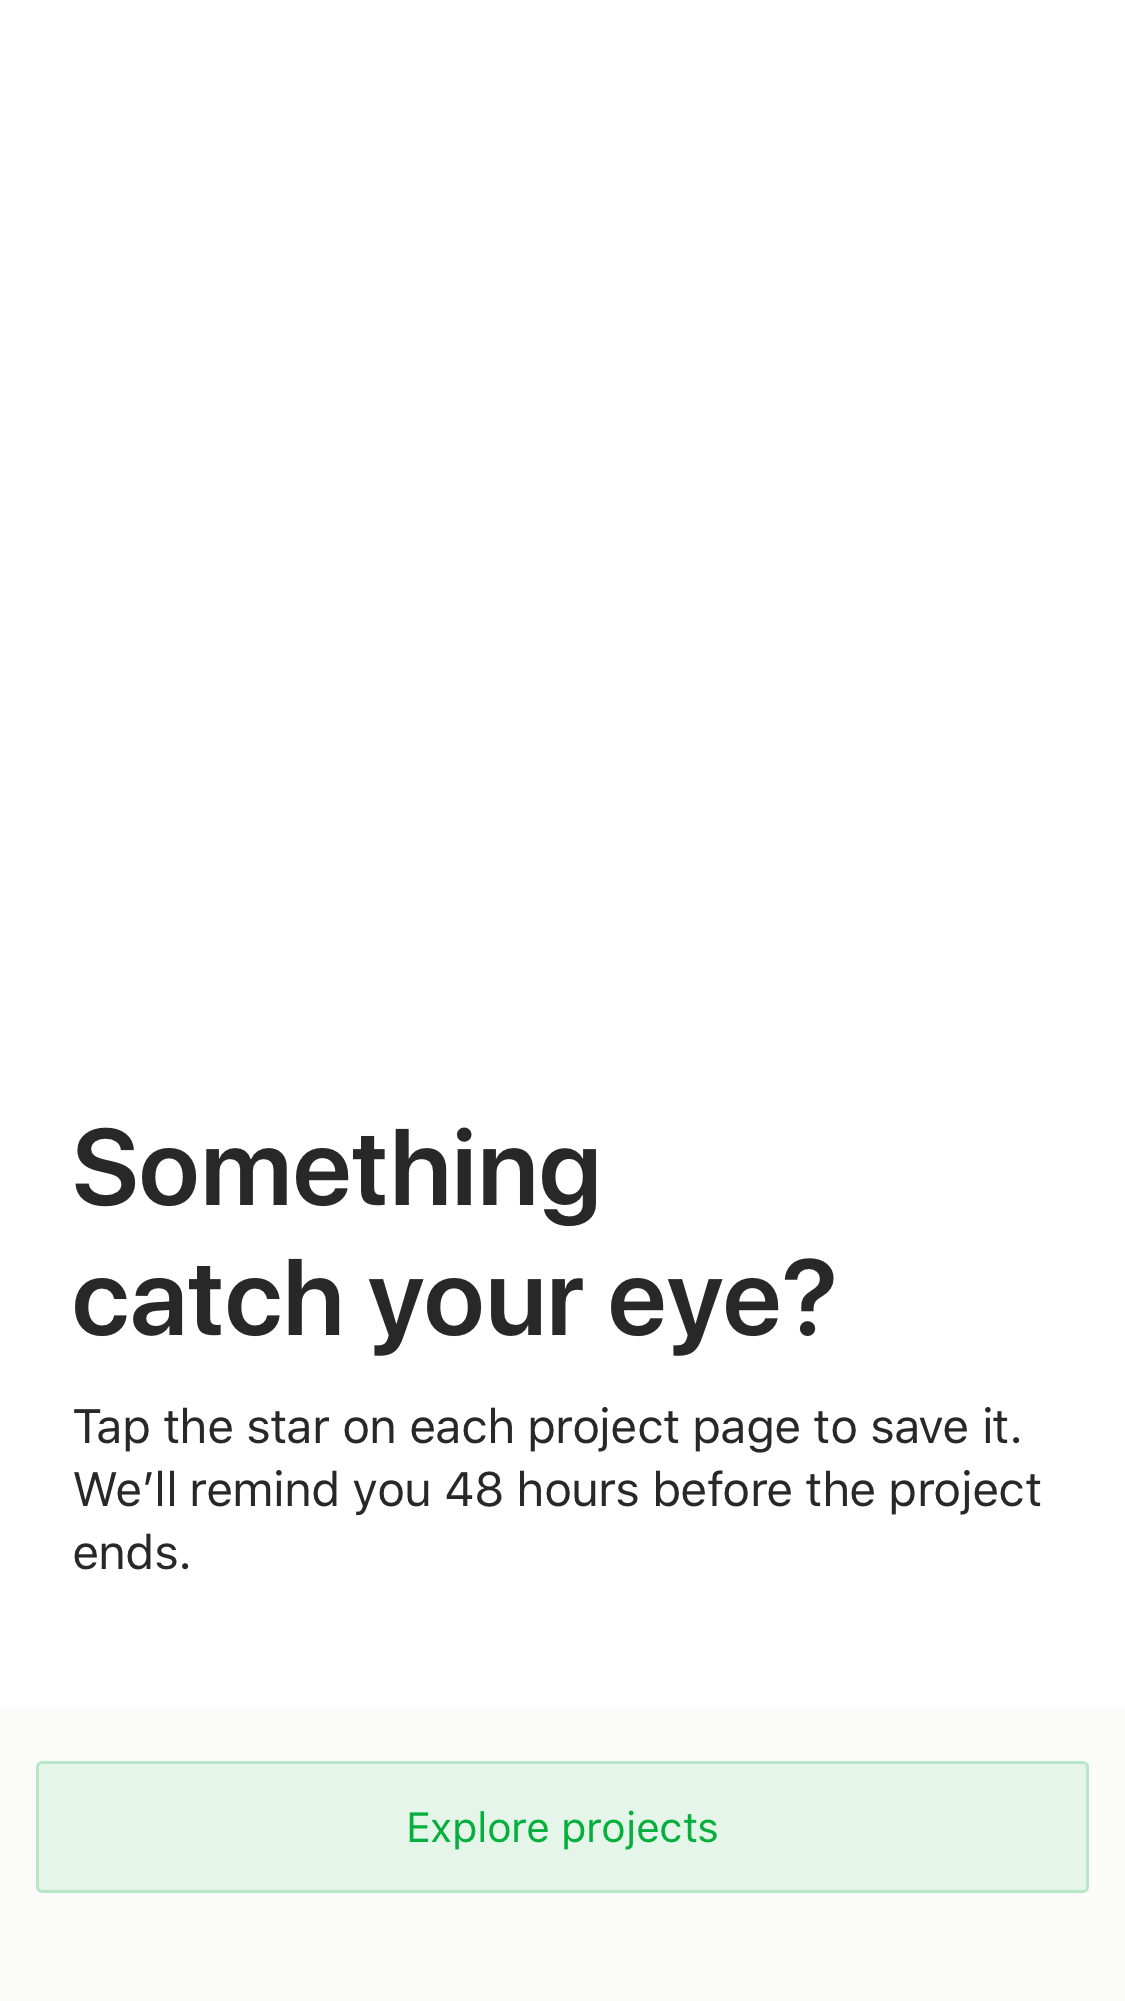 Something
catch your eye?
Tap the star on each project page to save it.
We’ll remind you 48 hours before the project
ends.
Explore projects